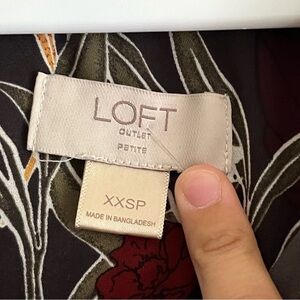 LOFT
OUTLET
PETITE
XXSP
MADE IN BANGLADESH